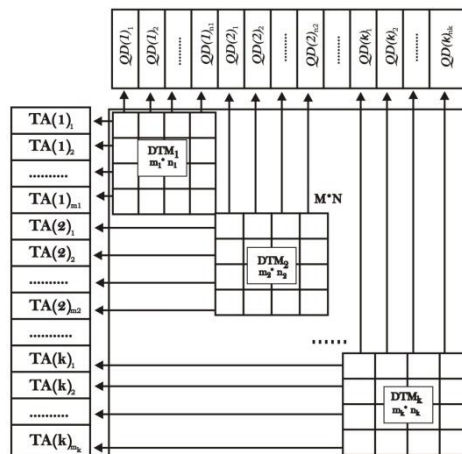 QD(1)₁
QD(1)₂
.........
QD(1)ₙ₁
QD(2)₁
QD(2)₂
.........
QD(2)ₙ₂
.........
QD(k)₁
QD(k)₂
.........
QD(k)ₙₖ
TA(1)₁
TA(1)₂
..........
TA(1)ₘ₁
TA(2)₁
TA(2)₂
..........
TA(2)ₘ₂
..........
TA(k)₁
TA(k)₂
..........
TA(k)ₘₖ
DTM₁
m₁* n₁
M*N
DTM₂
m₂* n₂
......
DTMₖ
mₖ* nₖ